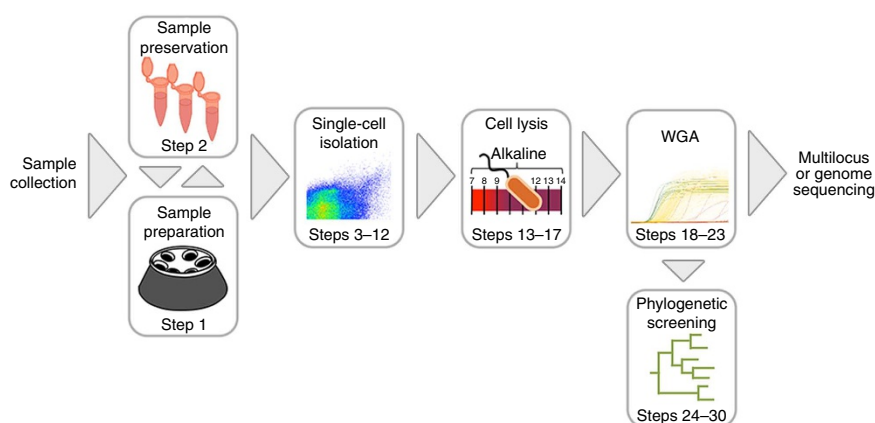 Sample
collection
Sample
preservation
Step 2
Sample
preparation
Step 1
Single-cell
isolation
Steps 3–12
Cell lysis
Alkaline
7 8 9 12 13 14
Steps 13–17
WGA
Steps 18–23
Phylogenetic
screening
Steps 24–30
Multilocus
or genome
sequencing